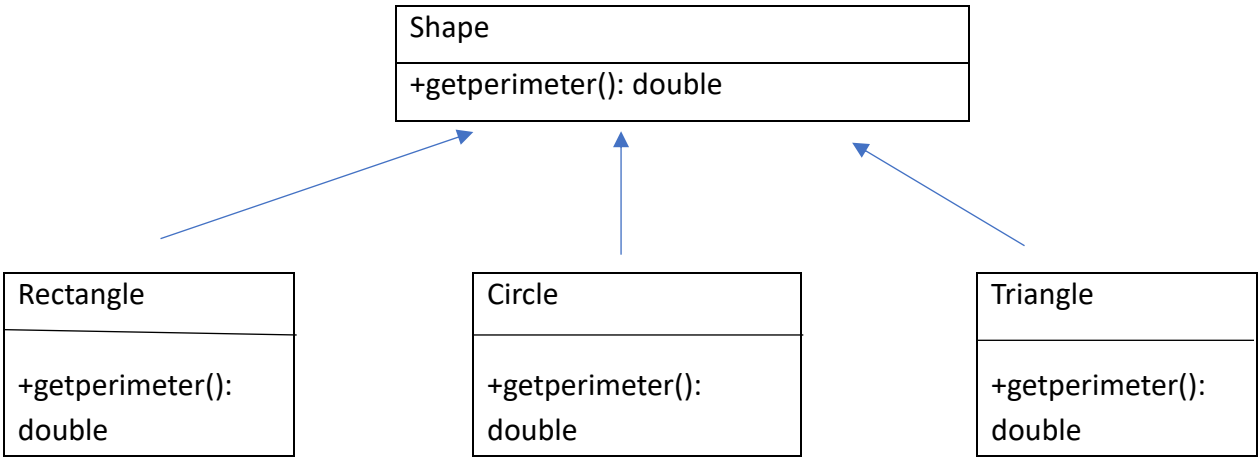 Shape
+getperimeter(): double
Rectangle
+getperimeter():
double
Circle
+getperimeter():
double
Triangle
+getperimeter():
double